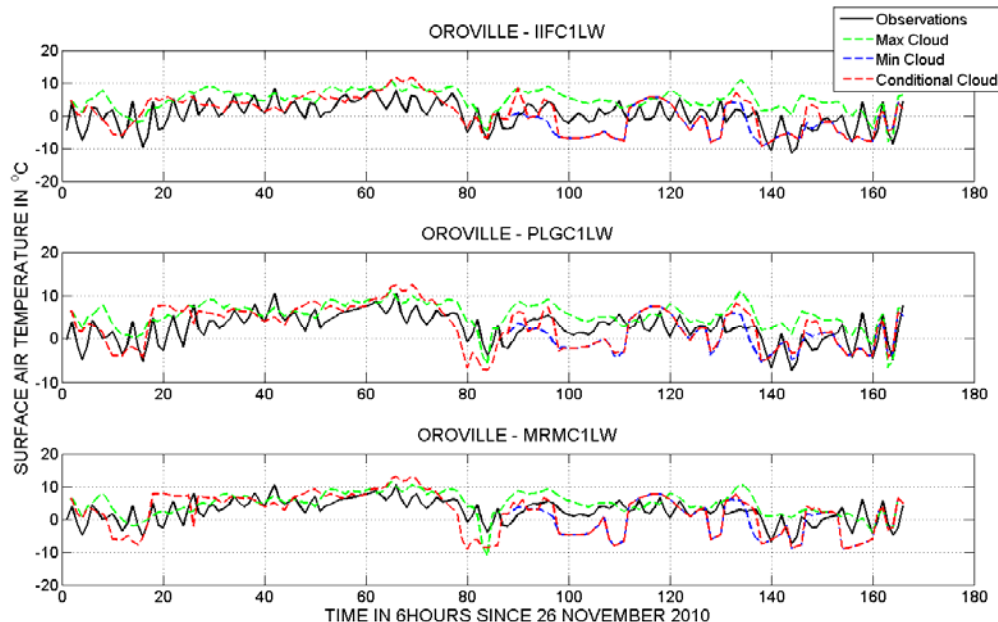 OROVILLE - IIFC1LW
Observations
Max Cloud
Min Cloud
Conditional Cloud
20
10
0
-10
-20
0 20 40 60 80 100 120 140 160 180
OROVILLE - PLGC1LW
20
10
0
-10
0 20 40 60 80 100 120 140 160 180
OROVILLE - MRMC1LW
20
10
0
-10
-20
0 20 40 60 80 100 120 140 160 180
SURFACE AIR TEMPERATURE IN °C
TIME IN 6HOURS SINCE 26 NOVEMBER 2010